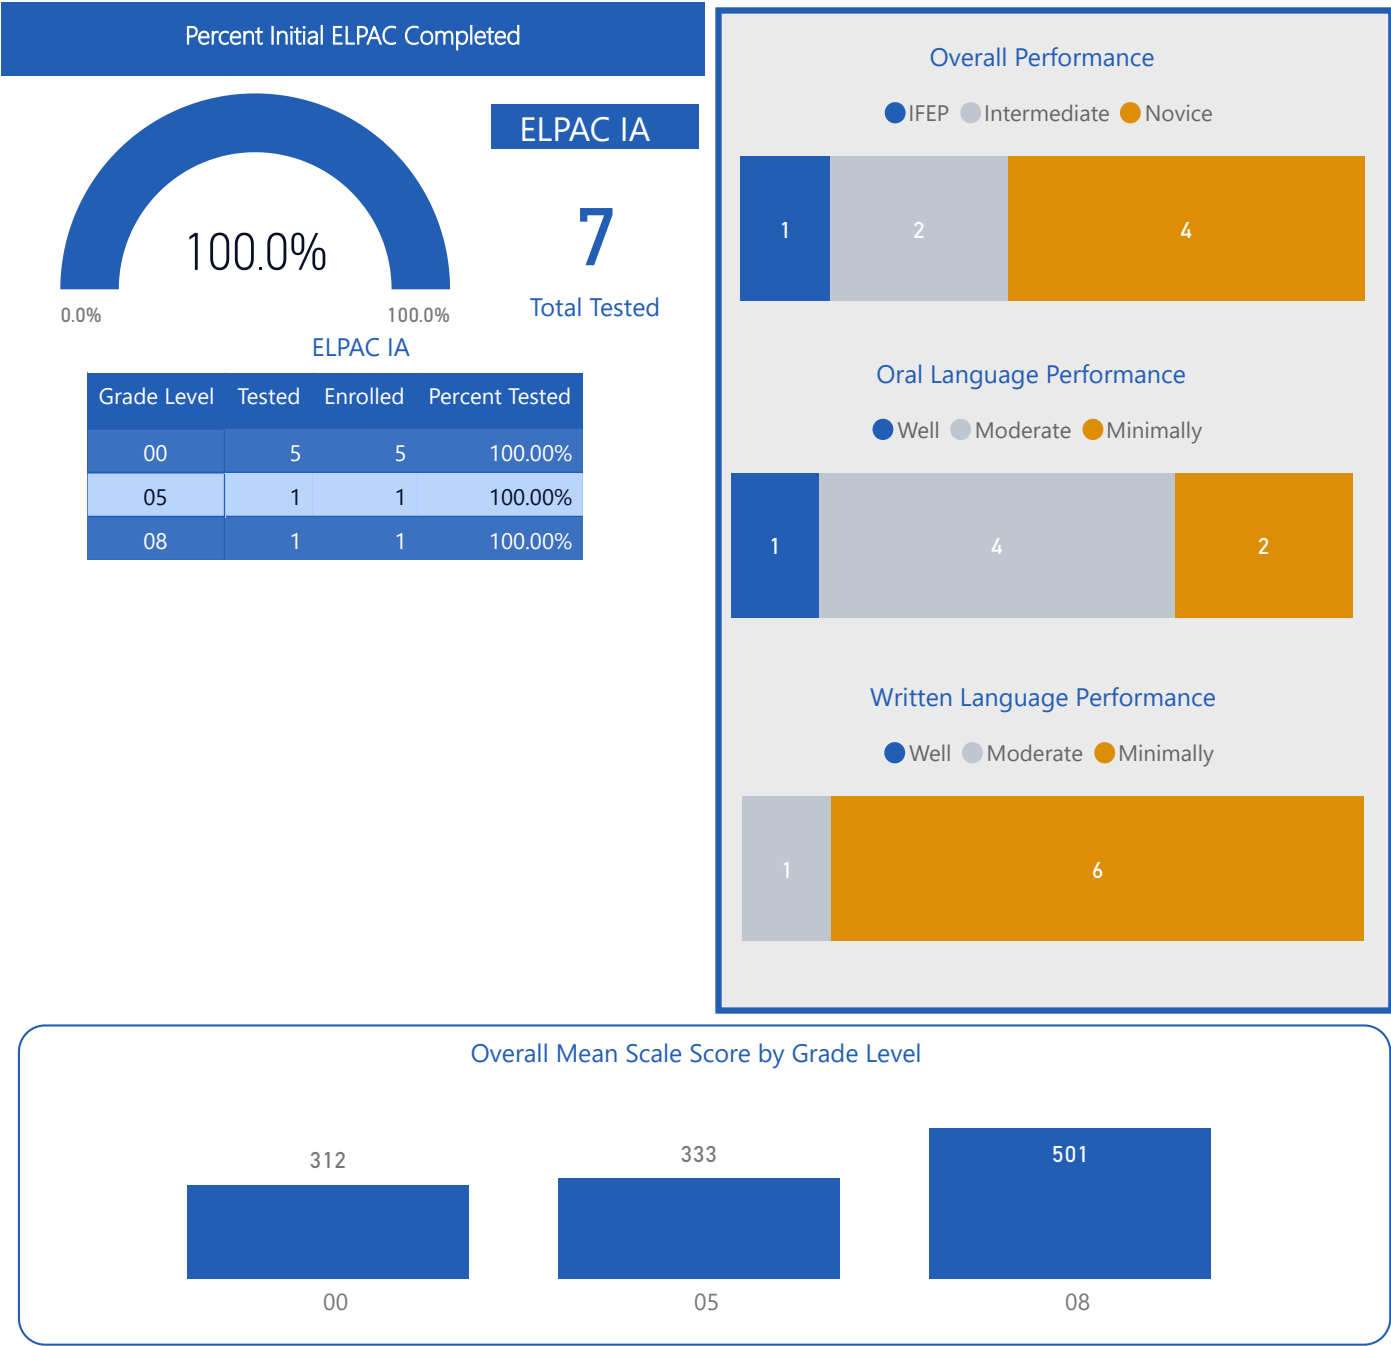 Percent Initial ELPAC Completed
100.0%
0.0%
100.0%
ELPAC IA
7
Total Tested
ELPAC IA
Grade Level Tested Enrolled Percent Tested
00 5 5 100.00%
05 1 1 100.00%
08 1 1 100.00%
Overall Performance
IFEP Intermediate Novice
1 2 4
Oral Language Performance
Well Moderate Minimally
1 4 2
Written Language Performance
Well Moderate Minimally
1 6
Overall Mean Scale Score by Grade Level
312 333 501
00 05 08